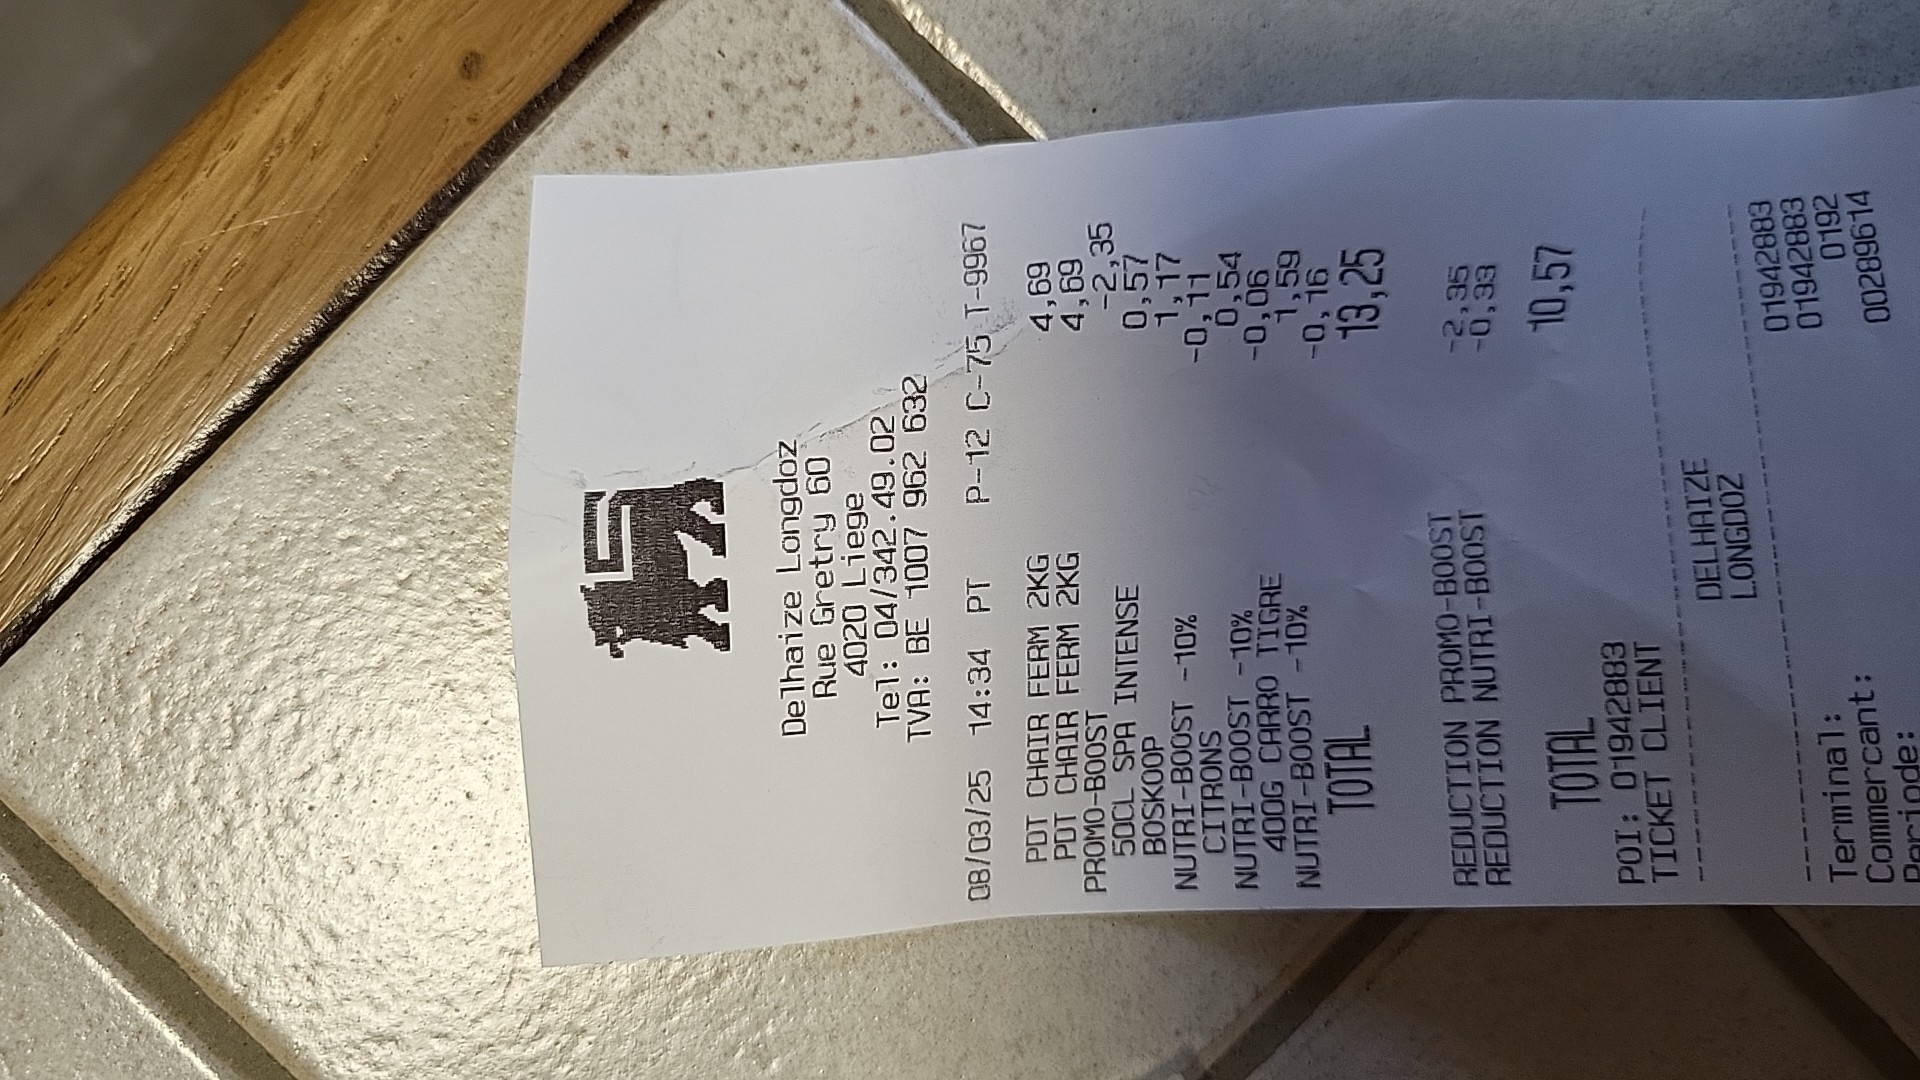 Delhaize Longdoz
Rue Gretry 60
4020 Liege
Tel: 04/342.49.02
TVA: BE 1007 962 632
08/03/25 14:34 PT P-12 C-75 T-9967
PDT CHAIR FERM 2KG 4,69
PDT CHAIR FERM 2KG 4,69
PROMO-BOOST -2,35
50CL SPA INTENSE 0,57
BOSKOOP 1,17
NUTRI-BOOST -10% -0,11
CITRONS 0,54
NUTRI-BOOST -10% -0,06
400G CARRO TIGRE 1,59
NUTRI-BOOST -10% -0,16
TOTAL 13,25
REDUCTION PROMO-BOOST -2,35
REDUCTION NUTRI-BOOST -0,33
TOTAL 10,57
POI: 01942883
TICKET CLIENT
DELHAIZE
LONGDOZ
Terminal: 01942883
Commercant: 01942883
Periode: 0192
00289614